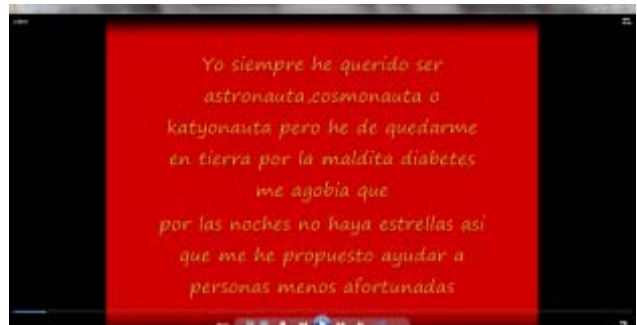 Yo siempre he querido ser
astronauta,cosmonauta o
katyonauta pero he de quedarme
en tierra por la maldita diabetes
me agobia que
por las noches no haya estrellas asi
que me he propuesto ayudar a
personas menos afortunadas